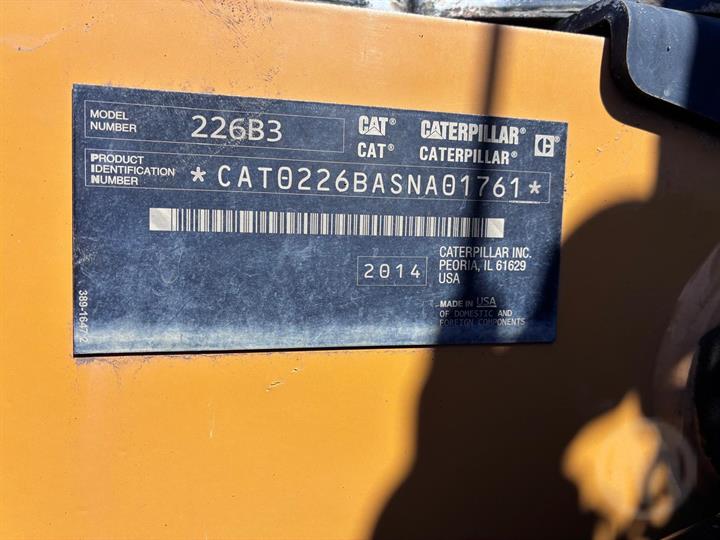 MODEL NUMBER 226B3
CAT® CATERPILLAR®
CAT® CATERPILLAR®
PRODUCT IDENTIFICATION NUMBER *CAT0226BASNA01761*
2014
CATERPILLAR INC.
PEORIA, IL 61629
USA
MADE IN USA
OF DOMESTIC AND
FOREIGN COMPONENTS
389-1647 2